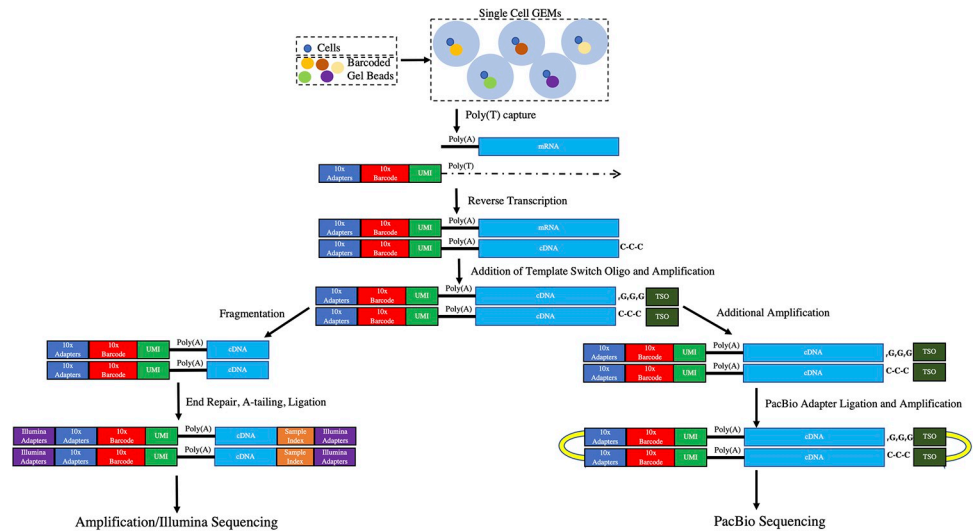 Single Cell GEMs
Cells
Barcoded
Gel Beads
Poly(T) capture
Poly(A)
mRNA
10x
Adapters
10x
Barcode
UMI
Poly(T)
Reverse Transcription
10x
Adapters
10x
Barcode
UMI
Poly(A)
mRNA
10x
Adapters
10x
Barcode
UMI
Poly(A)
cDNA
C-C-C
Addition of Template Switch Oligo and Amplification
10x
Adapters
10x
Barcode
UMI
Poly(A)
cDNA
,G,G,G
TSO
10x
Adapters
10x
Barcode
UMI
Poly(A)
cDNA
C-C-C
TSO
Fragmentation
Additional Amplification
10x
Adapters
10x
Barcode
UMI
Poly(A)
cDNA
10x
Adapters
10x
Barcode
UMI
Poly(A)
cDNA
10x
Adapters
10x
Barcode
UMI
Poly(A)
cDNA
,G,G,G
TSO
10x
Adapters
10x
Barcode
UMI
Poly(A)
cDNA
C-C-C
TSO
End Repair, A-tailing, Ligation
PacBio Adapter Ligation and Amplification
Illumina
Adapters
10x
Adapters
10x
Barcode
UMI
Poly(A)
cDNA
Sample
Index
Illumina
Adapters
Illumina
Adapters
10x
Adapters
10x
Barcode
UMI
Poly(A)
cDNA
Sample
Index
Illumina
Adapters
10x
Adapters
10x
Barcode
UMI
Poly(A)
cDNA
,G,G,G
TSO
10x
Adapters
10x
Barcode
UMI
Poly(A)
cDNA
C-C-C
TSO
Amplification/Illumina Sequencing
PacBio Sequencing